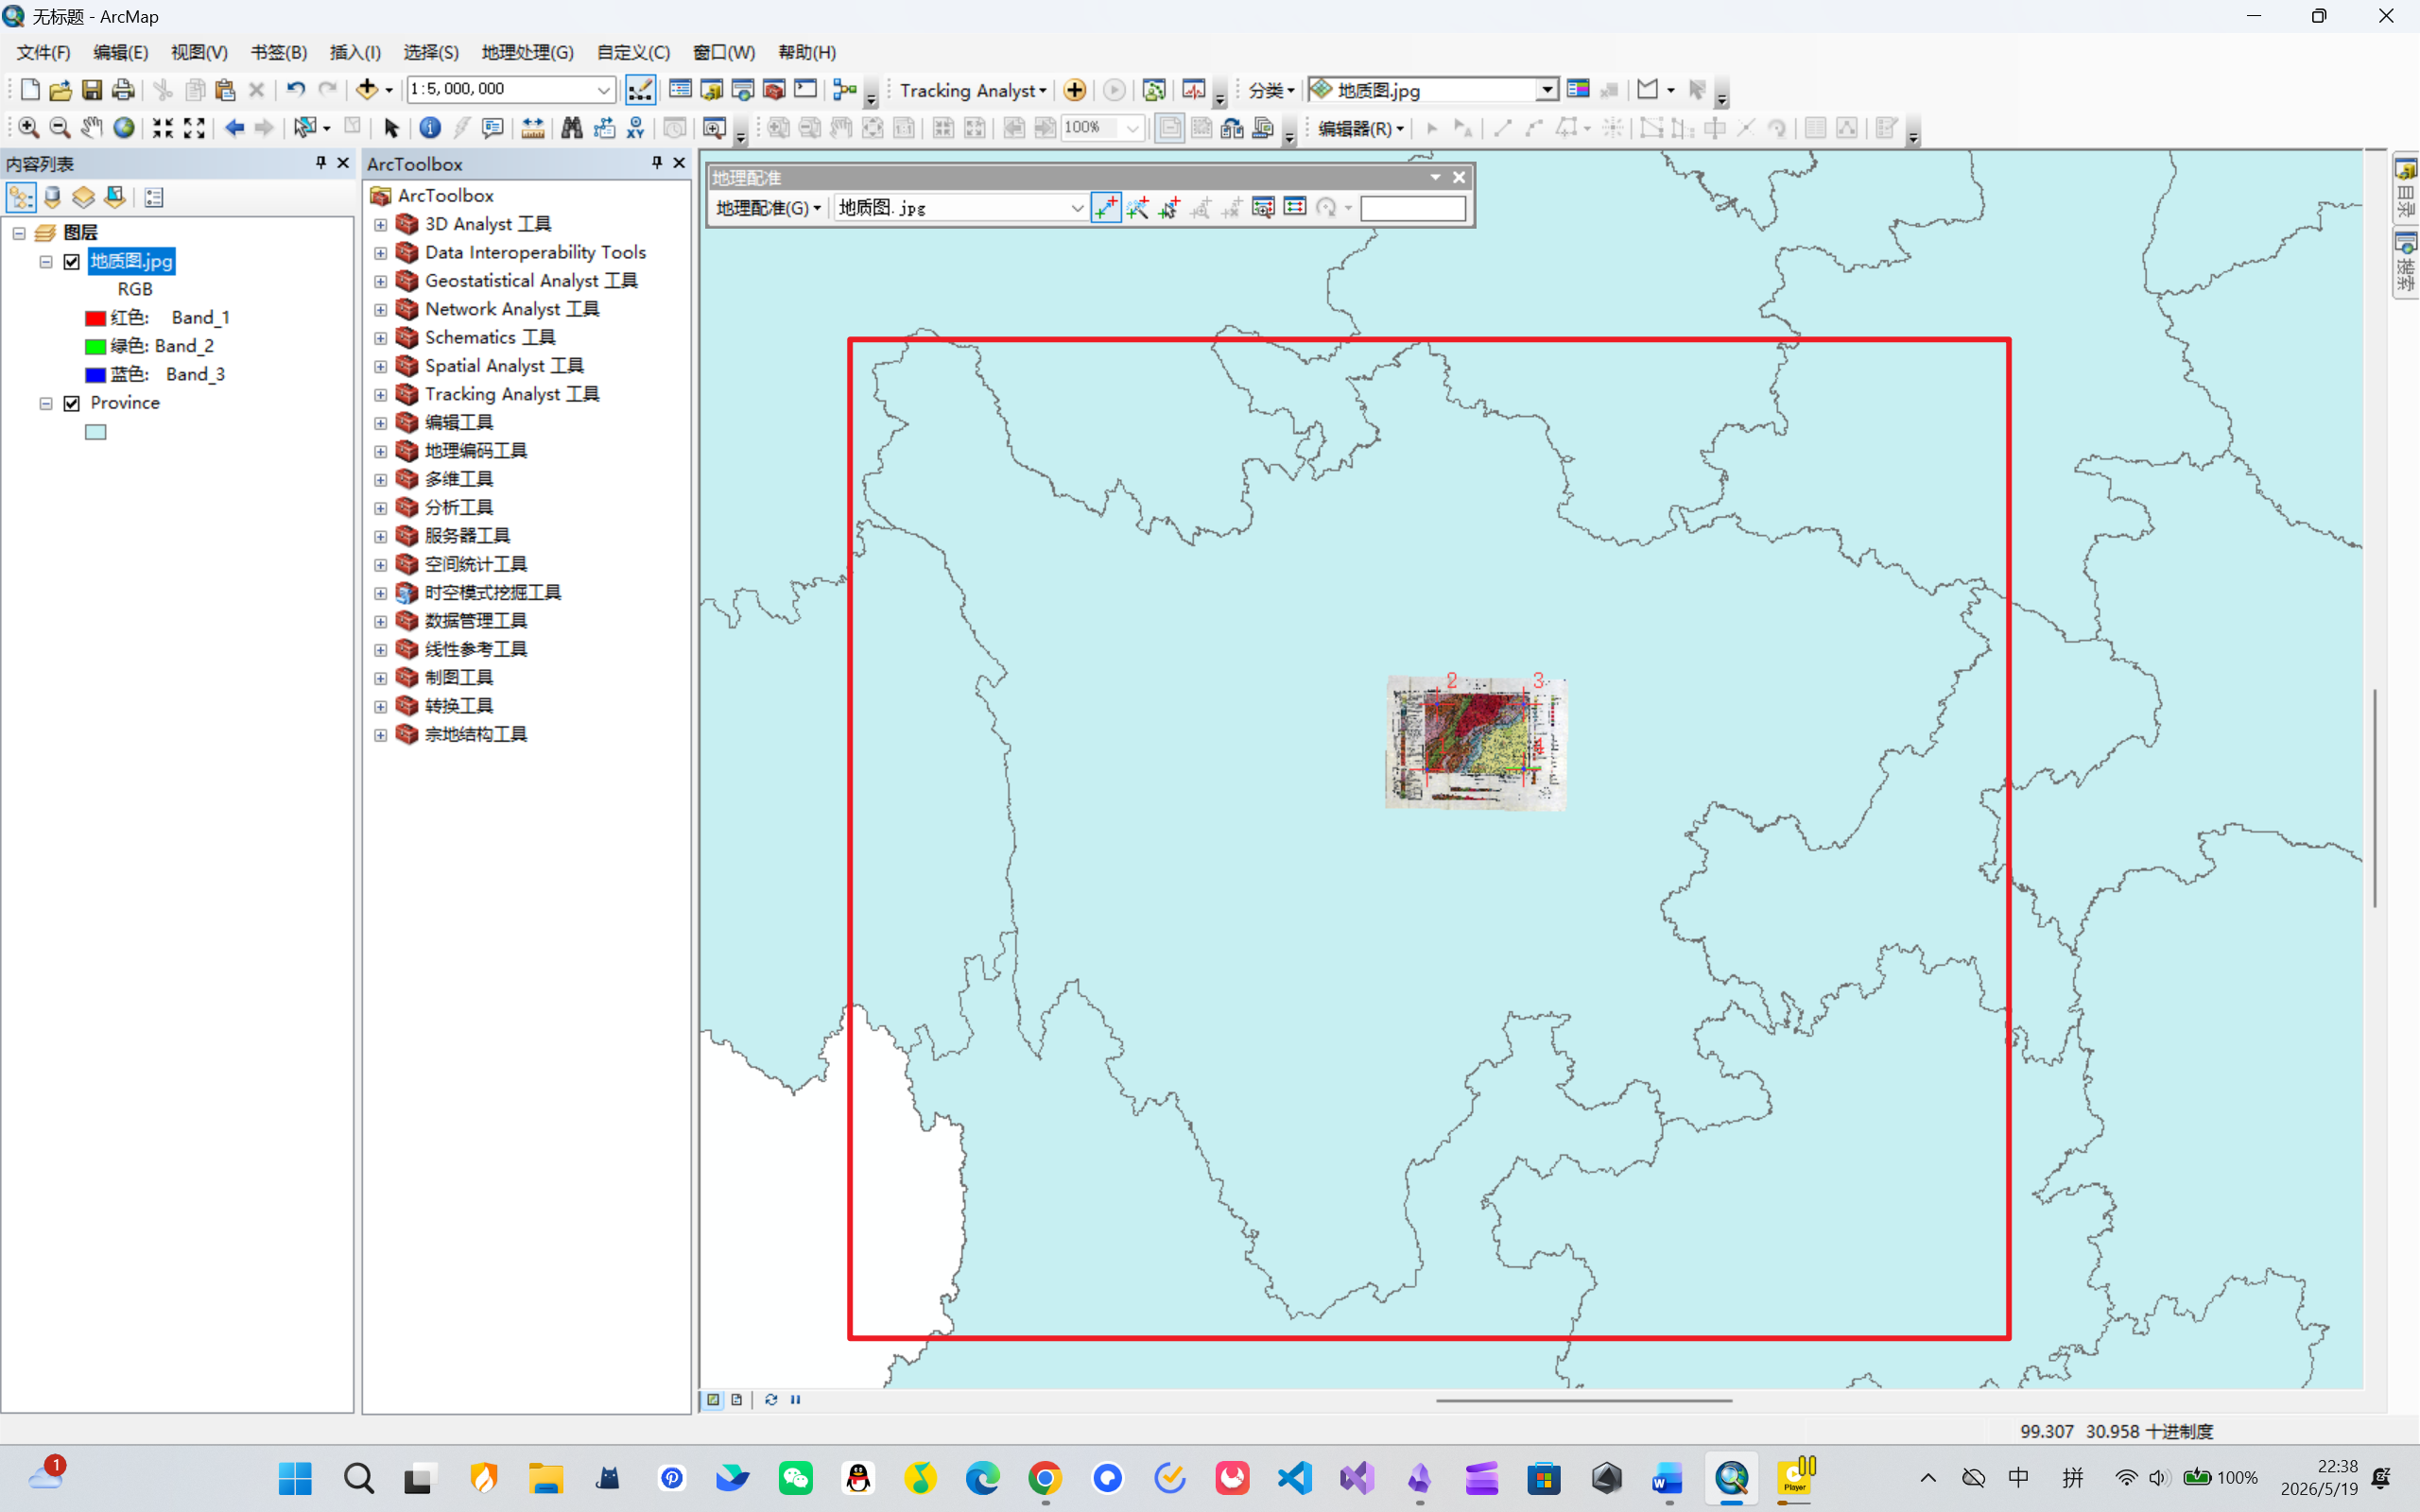 无标题 - ArcMap
文件(F) 编辑(E) 视图(V) 书签(B) 插入(I) 选择(S) 地理处理(G) 自定义(C) 窗口(W) 帮助(H)
1:5,000,000 Tracking Analyst 分类 地质图.jpg
100% 编辑器(R)
内容列表
图层
地质图.jpg
RGB
红色: Band_1
绿色: Band_2
蓝色: Band_3
Province
ArcToolbox
ArcToolbox
3D Analyst 工具
Data Interoperability Tools
Geostatistical Analyst 工具
Network Analyst 工具
Schematics 工具
Spatial Analyst 工具
Tracking Analyst 工具
编辑工具
地理编码工具
多维工具
分析工具
服务器工具
空间统计工具
时空模式挖掘工具
数据管理工具
线性参考工具
制图工具
转换工具
宗地结构工具
地理配准
地理配准(G) 地质图.jpg
2 3
4
目录
搜索
99.307 30.958 十进制度
1
Player
中 拼 100% 22:38
2026/5/19